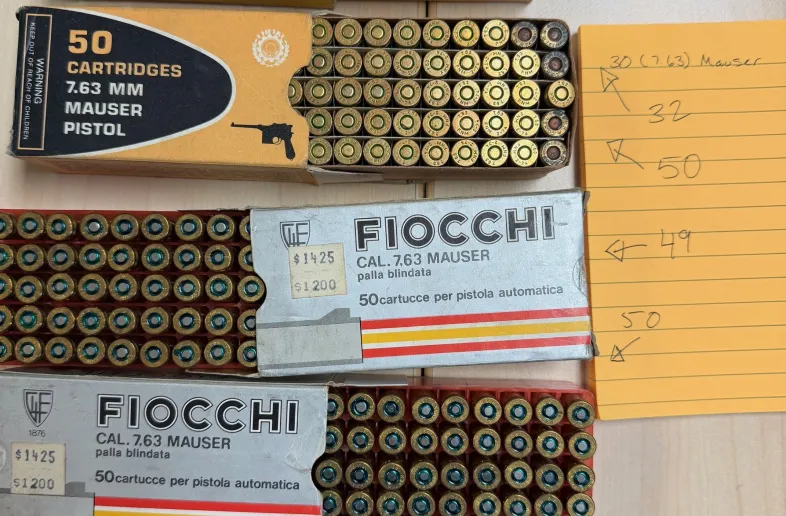 WARNING
KEEP OUT OF REACH OF CHILDREN
50
CARTRIDGES
7.63 MM
MAUSER
PISTOL
30 (7.63) Mauser
32
50
49
50
FIOCCHI
CAL. 7.63 MAUSER
palla blindata
50 cartucce per pistola automatica
$1425
$1200
1876
FIOCCHI
CAL. 7.63 MAUSER
palla blindata
50 cartucce per pistola automatica
$1425
$1200